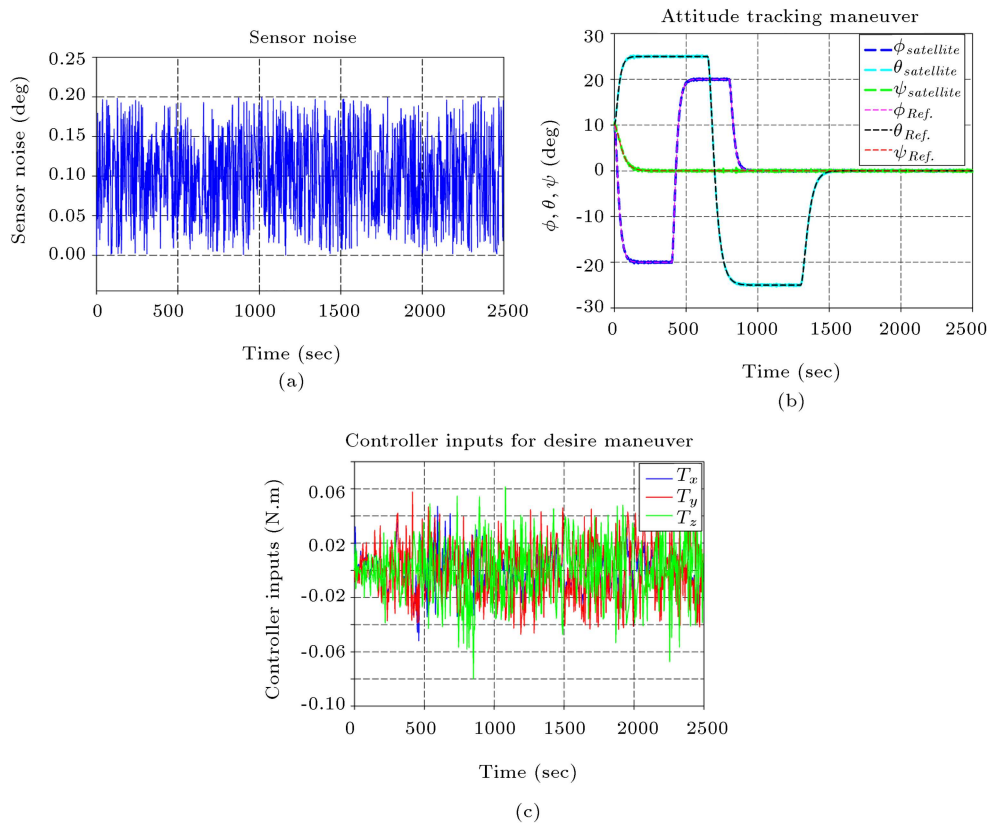 Sensor noise
Sensor noise (deg)
0.25
0.20
0.15
0.10
0.05
0.00
0 500 1000 1500 2000 2500
Time (sec)
(a)
Attitude tracking maneuver
ϕ, θ, ψ (deg)
30
20
10
0
-10
-20
-30
ϕsatellite
θsatellite
ψsatellite
ϕRef.
θRef.
ψRef.
0 500 1000 1500 2000 2500
Time (sec)
(b)
Controller inputs for desire maneuver
Controller inputs (N.m)
0.06
0.02
-0.02
-0.06
-0.10
Tx
Ty
Tz
0 500 1000 1500 2000 2500
Time (sec)
(c)